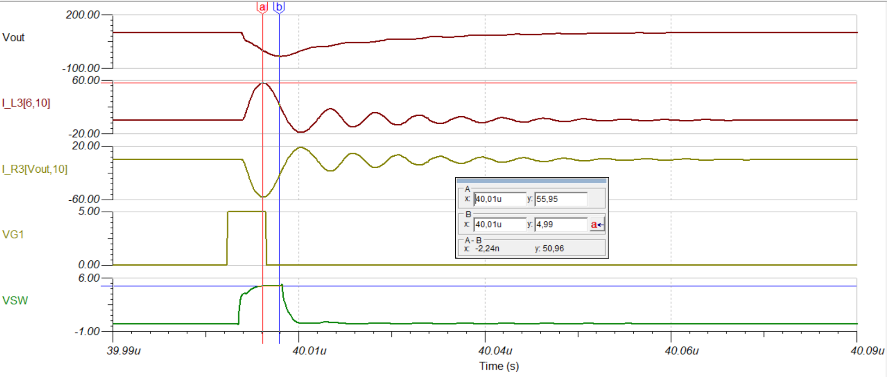 a b
200.00
Vout
-100.00
60.00
I_L3[6,10]
-20.00
20.00
I_R3[Vout,10]
-60.00
A
x: 40,01u y: 55,95
B
x: 40,01u y: 4,99 a
A - B
x: -2,24n y: 50,96
5.00
VG1
0.00
6.00
VSW
-1.00
39.99u 40.01u 40.04u 40.06u 40.09u
Time (s)